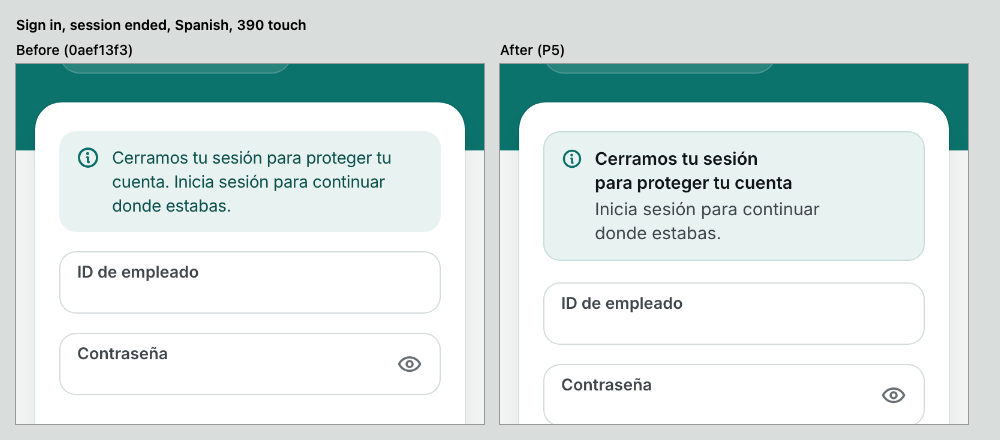 Sign in, session ended, Spanish, 390 touch
Before (0aef13f3)
Cerramos tu sesión para proteger tu
cuenta. Inicia sesión para continuar
donde estabas.
ID de empleado
Contraseña
After (P5)
Cerramos tu sesión
para proteger tu cuenta
Inicia sesión para continuar
donde estabas.
ID de empleado
Contraseña